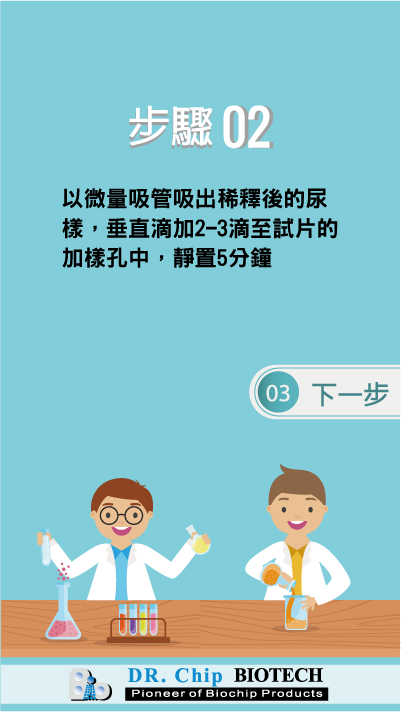 步驟 02
以微量吸管吸出稀釋後的尿
樣，垂直滴加2-3滴至試片的
加樣孔中，靜置5分鐘
03 下一步
DR. Chip BIOTECH
Pioneer of Biochip Products